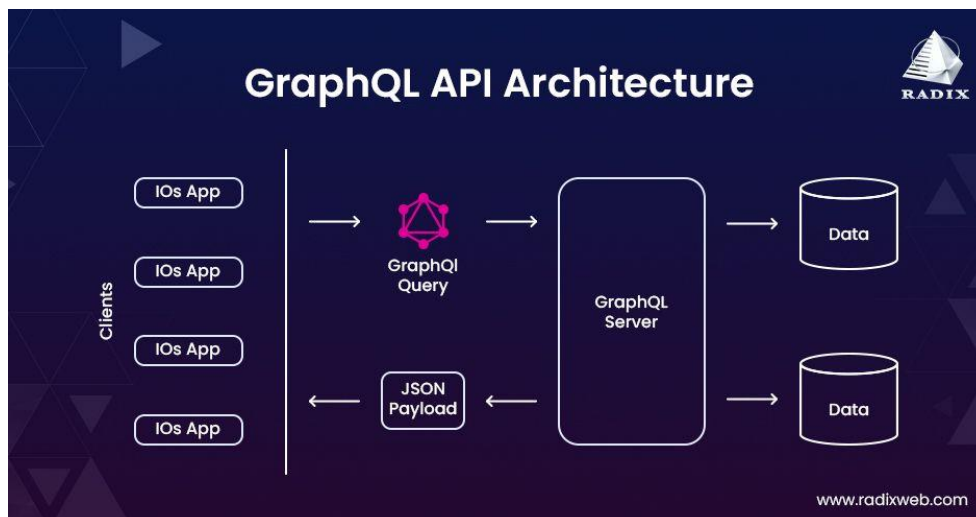 GraphQL API Architecture
RADIX
Clients
IOs App
IOs App
IOs App
IOs App
GraphQl
Query
JSON
Payload
GraphQL
Server
Data
Data
www.radixweb.com